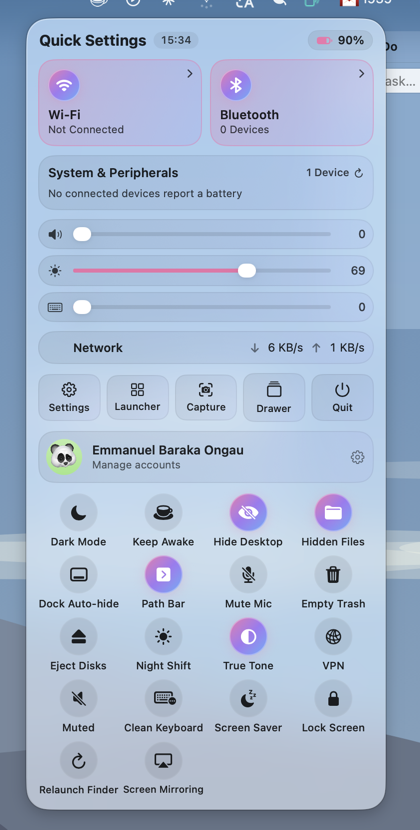 Quick Settings 15:34 90%
Wi-Fi
Not Connected
Bluetooth
0 Devices
System & Peripherals 1 Device
No connected devices report a battery
0
69
0
Network ↓ 6 KB/s ↑ 1 KB/s
Settings Launcher Capture Drawer Quit
Emmanuel Baraka Ongau
Manage accounts
Dark Mode Keep Awake Hide Desktop Hidden Files
Dock Auto-hide Path Bar Mute Mic Empty Trash
Eject Disks Night Shift True Tone VPN
Muted Clean Keyboard Screen Saver Lock Screen
Relaunch Finder Screen Mirroring
ask...